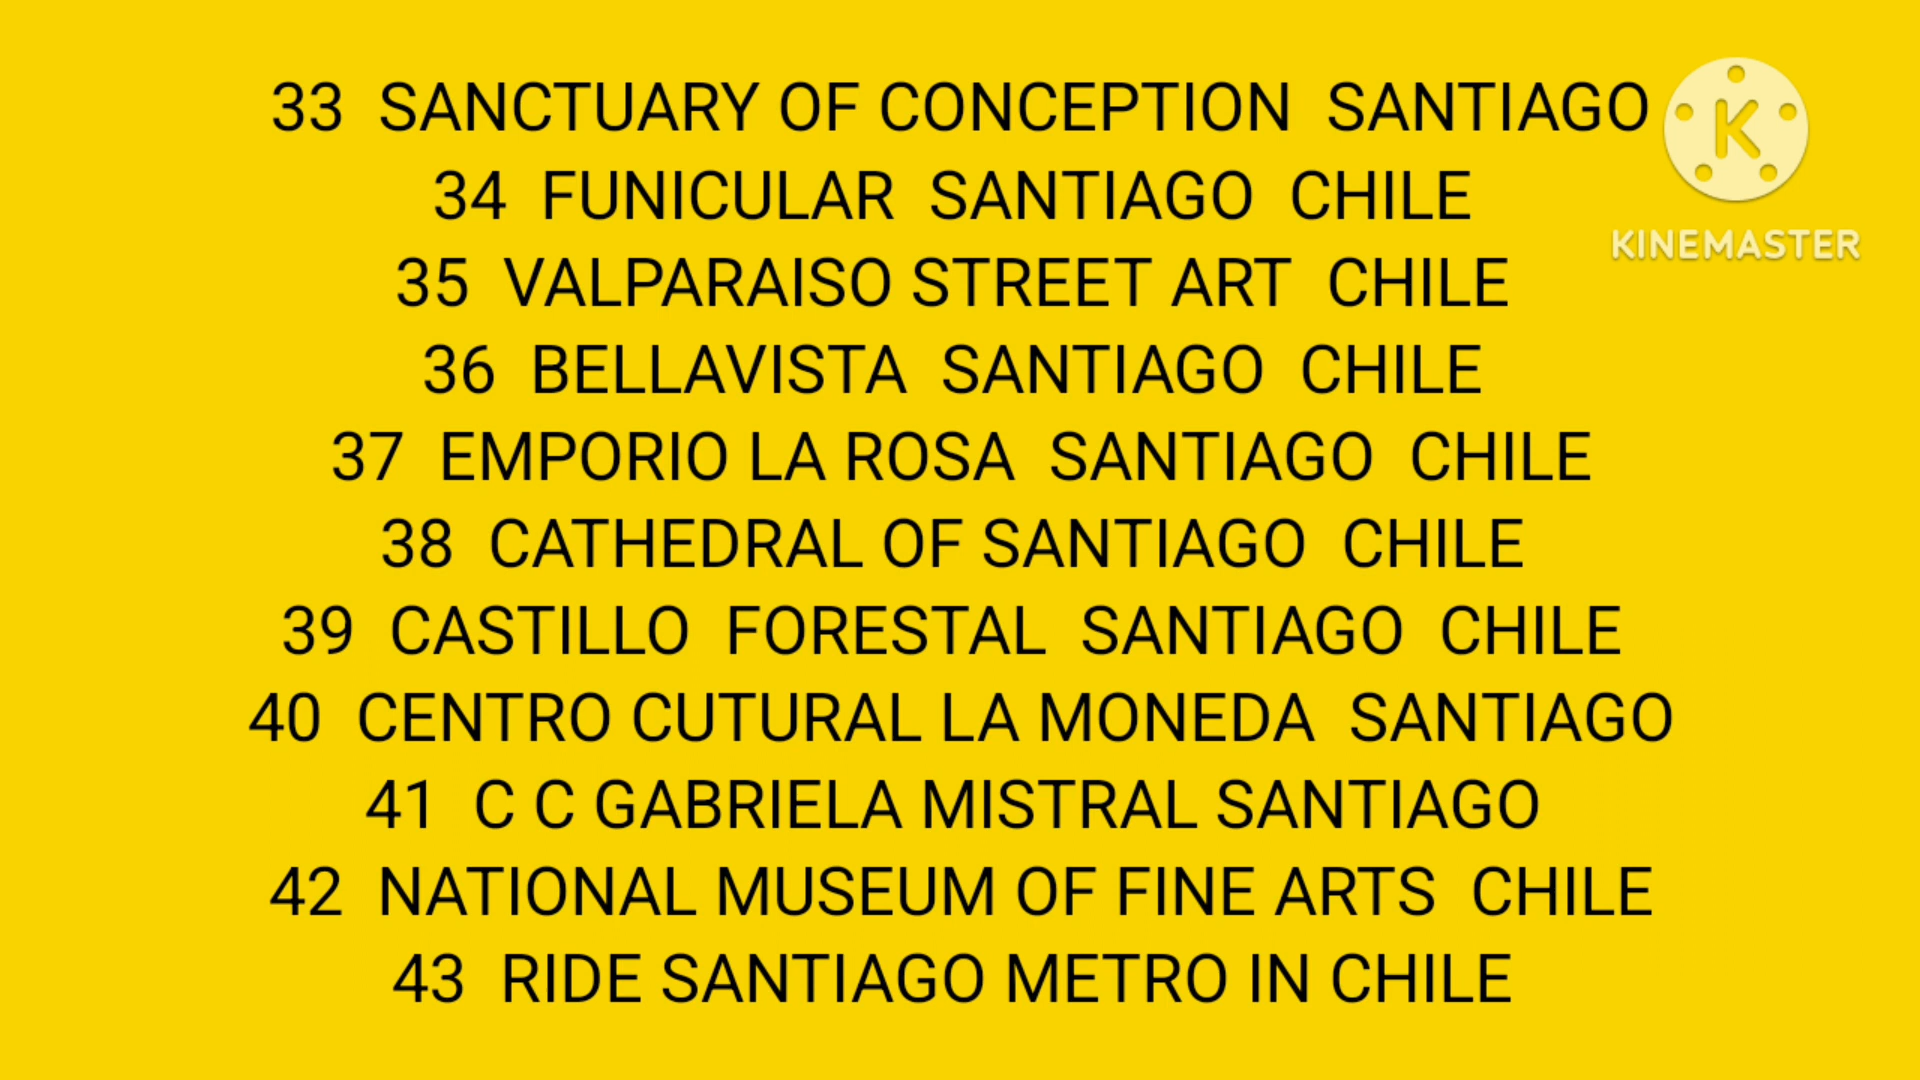 33 SANCTUARY OF CONCEPTION SANTIAGO
34 FUNICULAR SANTIAGO CHILE
35 VALPARAISO STREET ART CHILE
36 BELLAVISTA SANTIAGO CHILE
37 EMPORIO LA ROSA SANTIAGO CHILE
38 CATHEDRAL OF SANTIAGO CHILE
39 CASTILLO FORESTAL SANTIAGO CHILE
40 CENTRO CUTURAL LA MONEDA SANTIAGO
41 C C GABRIELA MISTRAL SANTIAGO
42 NATIONAL MUSEUM OF FINE ARTS CHILE
43 RIDE SANTIAGO METRO IN CHILE
K
KINEMASTER